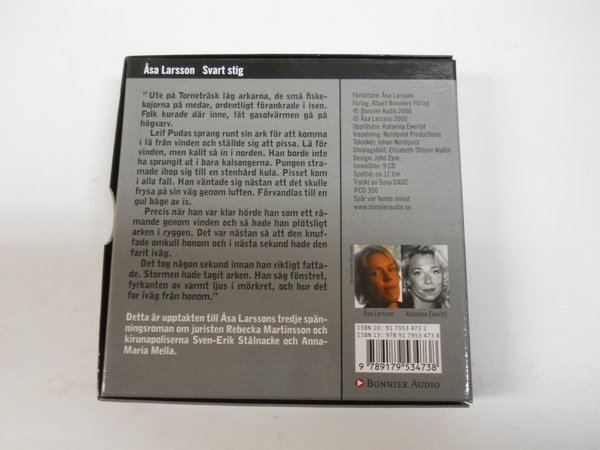 Åsa Larsson Svart stig
"Ute på Torneträsk låg arkarna, de små fiske-
kojorna på medar, ordentligt förankrade i isen.
Folk kurade där inne, lät gasolvärmen gå på
högvarv.
Leif Pudas sprang runt sin ark för att komma
i lä från vinden och ställde sig att pissa. Lä för
vinden, men kallt så in i norden. Han borde inte
ha sprungit ut i bara kalsongerna. Pungen stra-
made ihop sig till en stenhård kula. Pisset kom
i alla fall. Han väntade sig nästan att det skulle
frysa på sin väg genom luften. Förvandlas till en
gul båge av is.
Precis när han var klar hörde han som ett rå-
mande genom vinden och så hade han plötsligt
arken i ryggen. Det var nästan så att den knuf-
fade omkull honom och i nästa sekund hade den
farit iväg.
Det tog någon sekund innan han riktigt fatta-
de. Stormen hade tagit arken. Han såg fönstret,
fyrkanten av varmt ljus i mörkret, och hur det
for iväg från honom."
Detta är upptakten till Åsa Larssons tredje spän-
ningsroman om juristen Rebecka Martinsson och
kirunapoliserna Sven-Erik Stålnacke och Anna-
Maria Mella.
Författare: Åsa Larsson
Förlag: Albert Bonniers Förlag
℗ Bonnier Audio 2006
© Åsa Larsson 2006
Uppläsare: Katarina Ewerlöf
Inspelning: Nordqvist Productions
Tekniker: Johan Nordqvist
Omslagsbild: Elisabeth Ohlson Wallin
Design: John Eyre
Innehåller: 9 CD
Speltid: ca 11 tim
Tryckt av Sony DADC
IFCD 356
Spår var femte minut
www.bonnieraudio.se
Åsa Larsson
Katarina Ewerlöf
ISBN 10: 91 7953 473 2
ISBN 13: 978 91 7953 473 8
9 789179 534738
BONNIER AUDIO